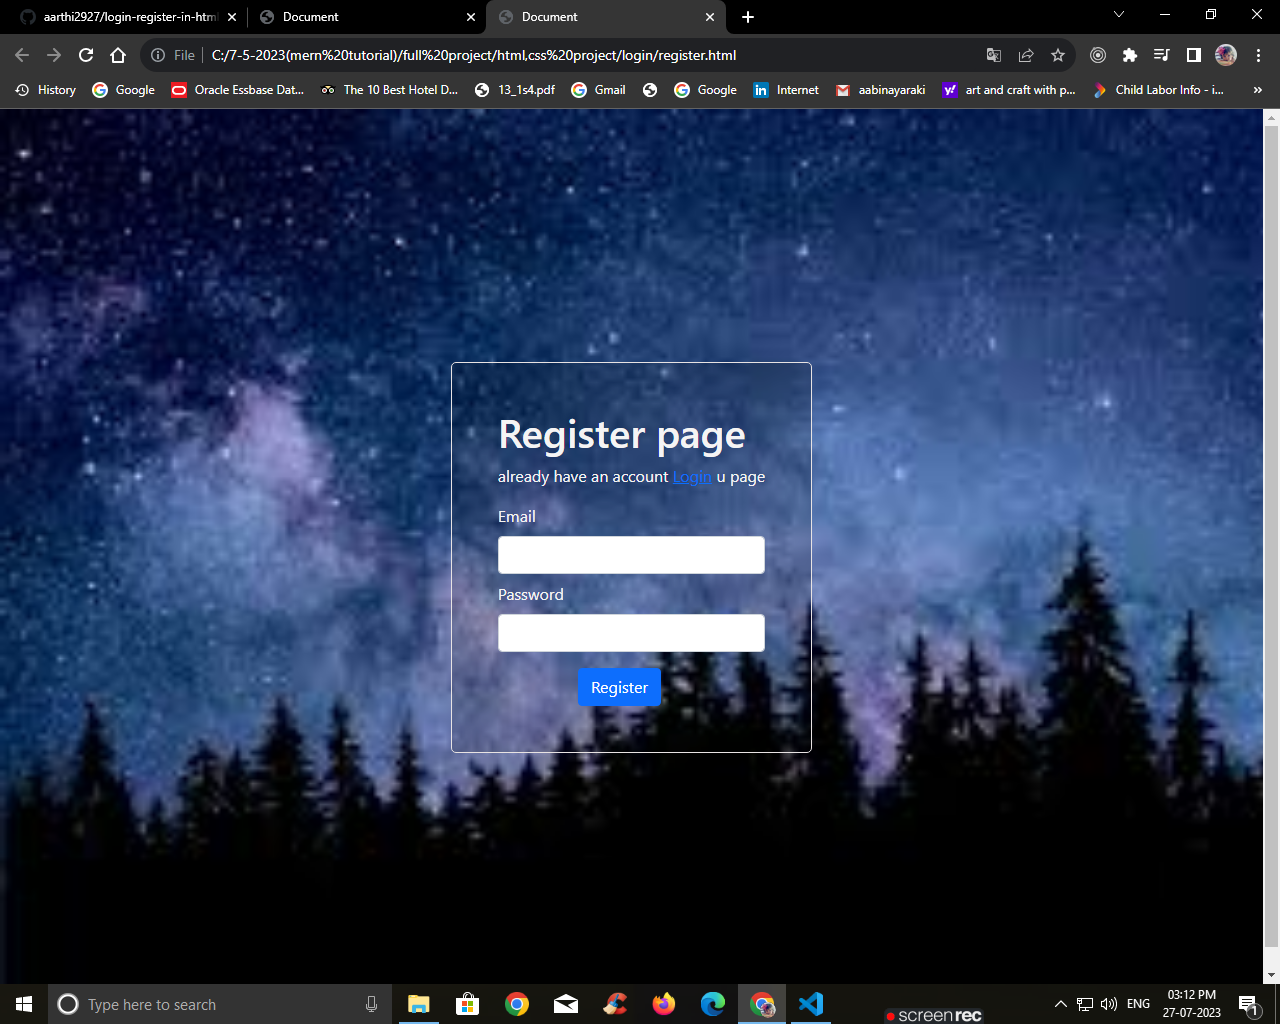 aarthi2927/login-register-in-html
Document
Document
File
C:/7-5-2023(mern%20tutorial)/full%20project/html,css%20project/login/register.html
History
Google
Oracle Essbase Dat...
The 10 Best Hotel D...
13_1s4.pdf
Gmail
Google
Internet
aabinayaraki
art and craft with p...
Child Labor Info - i...
»
Register page
already have an account Login u page
Email
Password
Register
Type here to search
ENG
03:12 PM
27-07-2023
1
screenrec